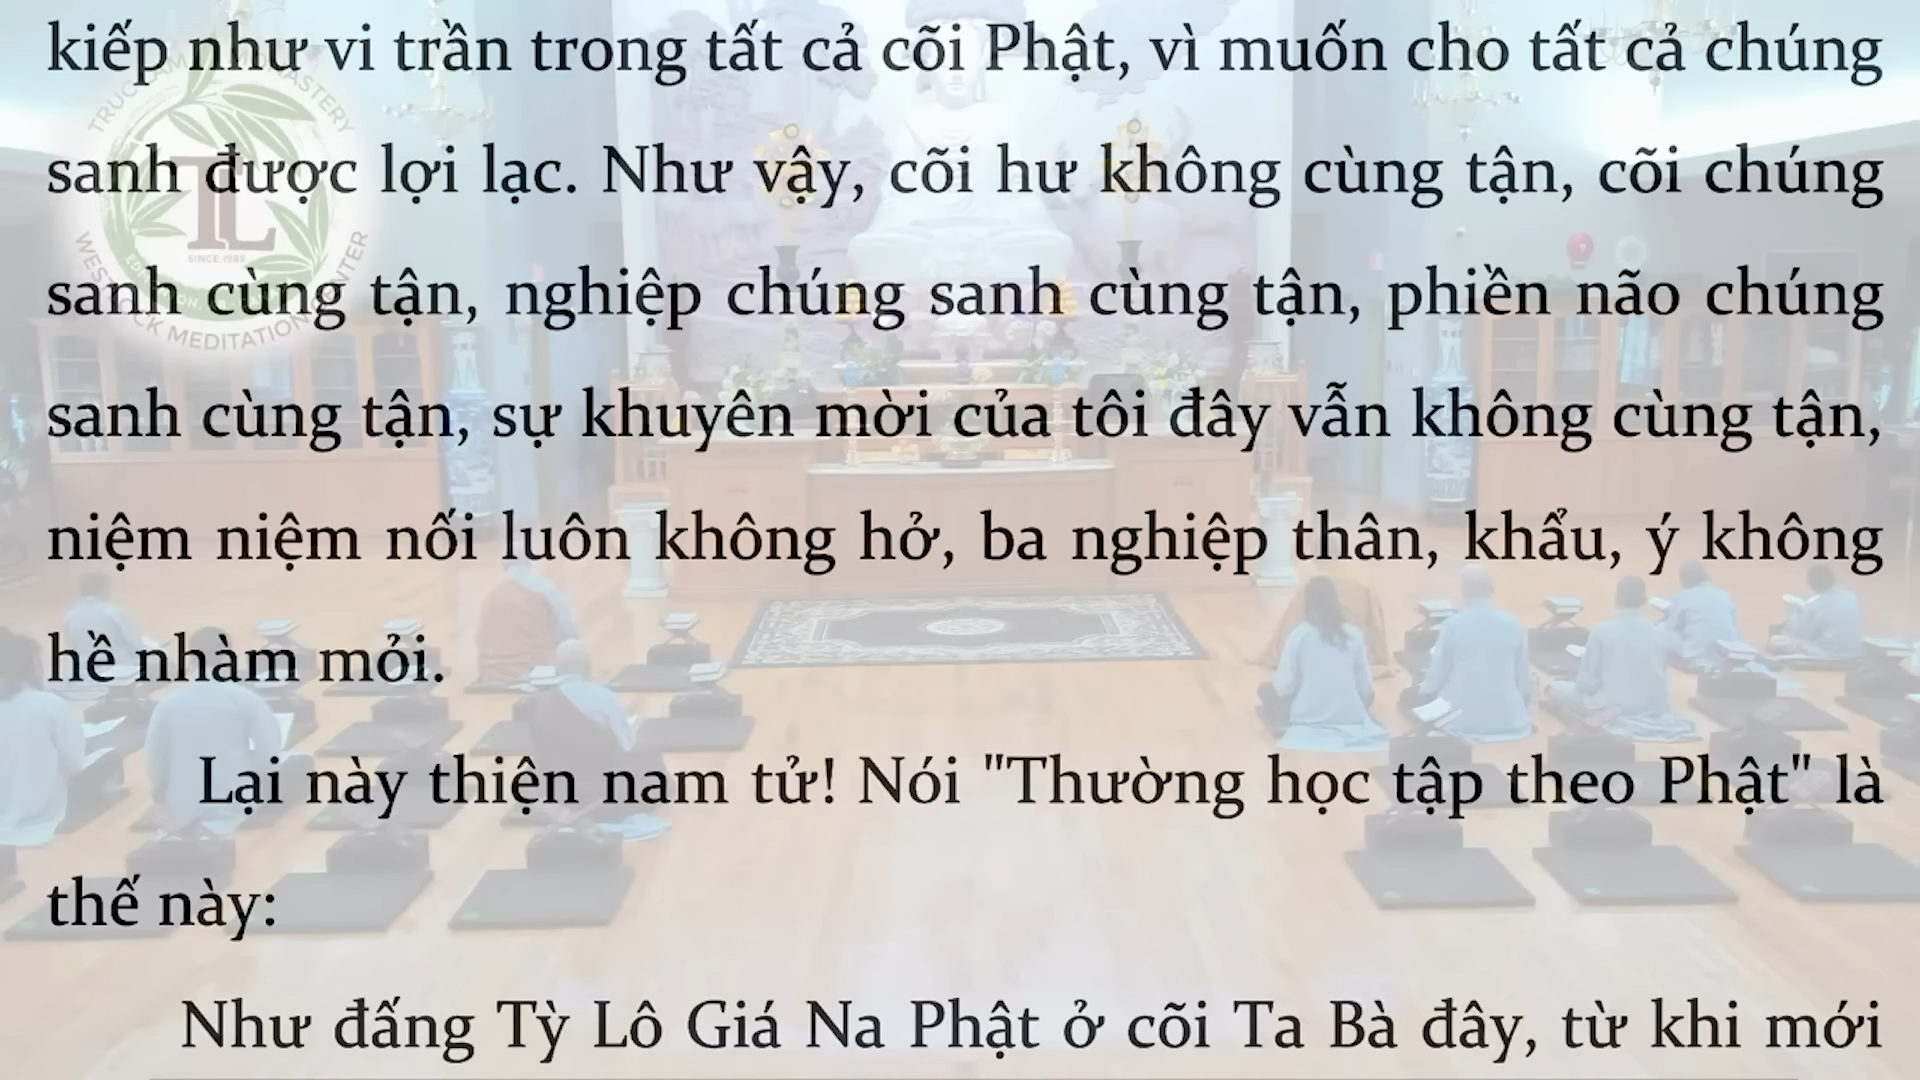 kiếp như vi trần trong tất cả cõi Phật, vì muốn cho tất cả chúng
sanh được lợi lạc. Như vậy, cõi hư không cùng tận, cõi chúng
sanh cùng tận, nghiệp chúng sanh cùng tận, phiền não chúng
sanh cùng tận, sự khuyên mời của tôi đây vẫn không cùng tận,
niệm niệm nối luôn không hở, ba nghiệp thân, khẩu, ý không
hề nhàm mỏi.
Lại này thiện nam tử! Nói "Thường học tập theo Phật" là
thế này:
Như đấng Tỳ Lô Giá Na Phật ở cõi Ta Bà đây, từ khi mới
TL
SINCE 1989
MEDITATION